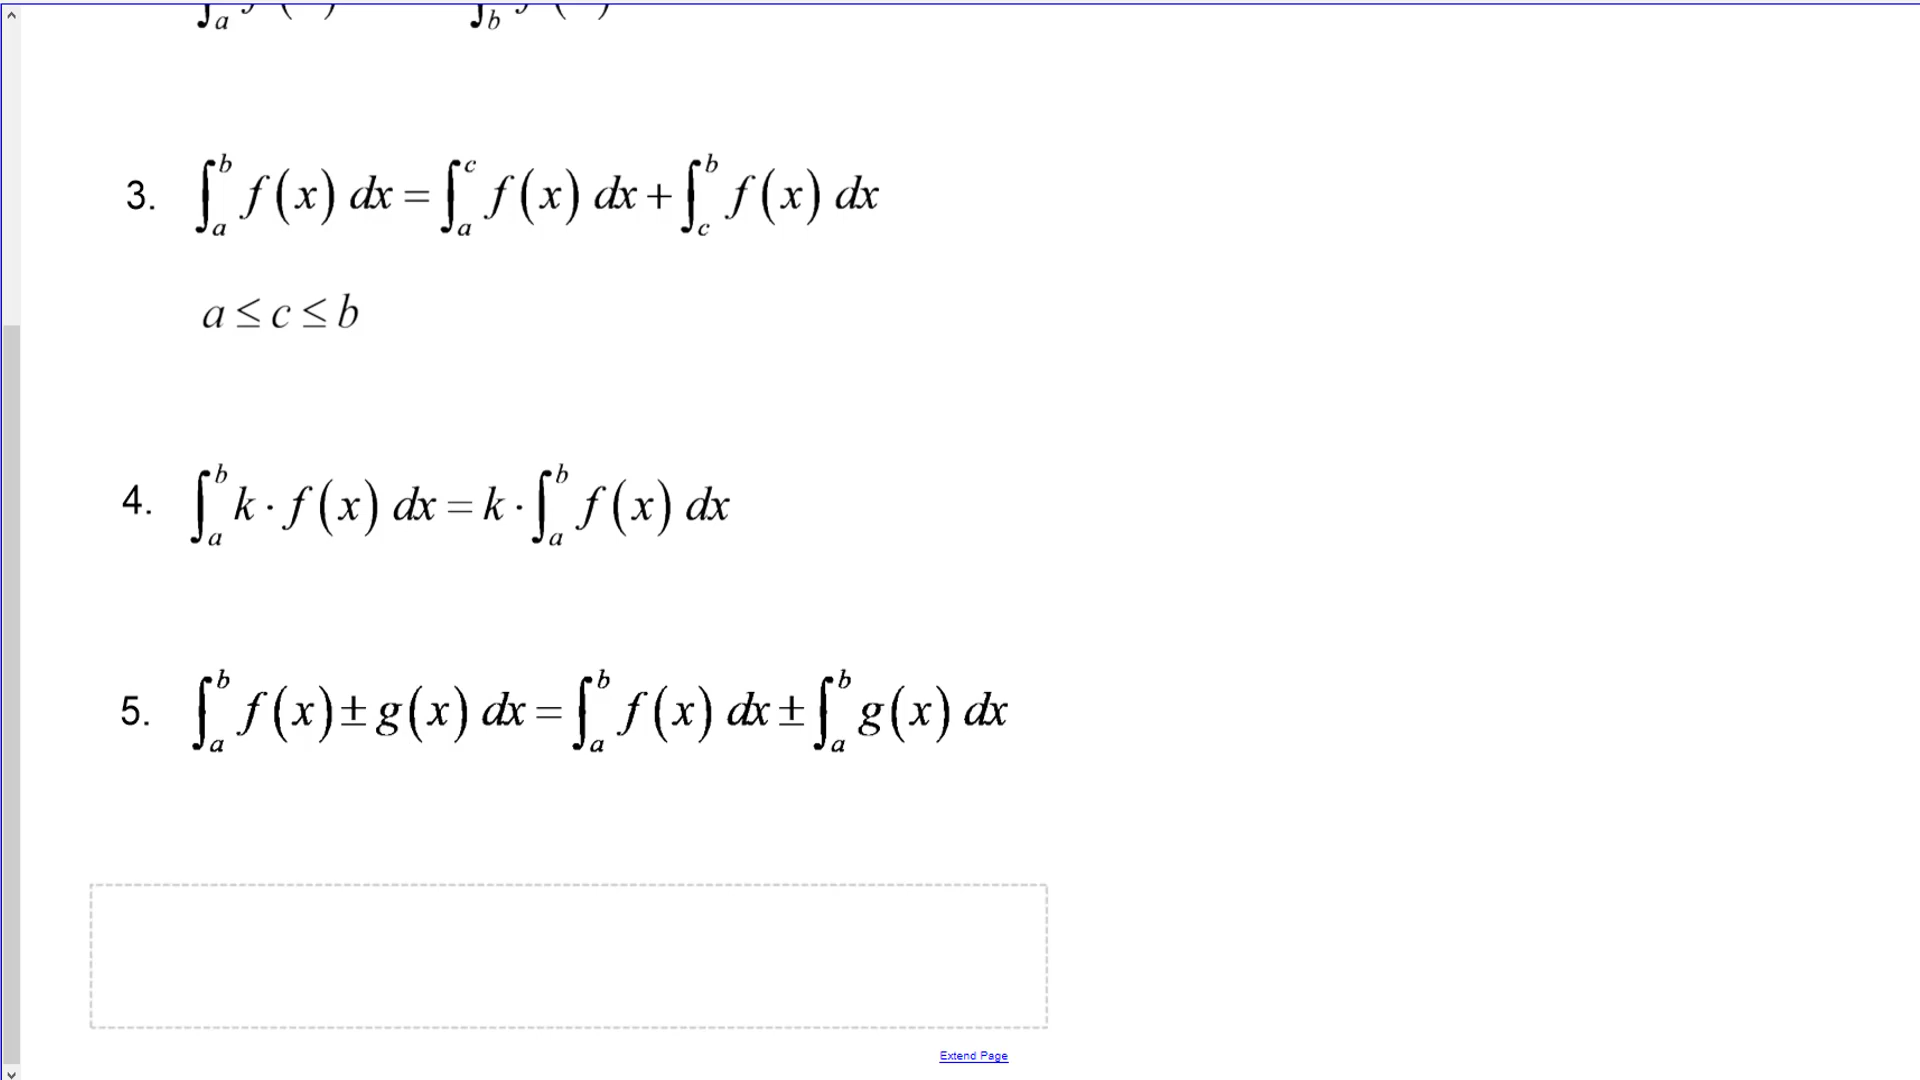 3. ∫_a^b f(x) dx = ∫_a^c f(x) dx + ∫_c^b f(x) dx
a ≤ c ≤ b
4. ∫_a^b k · f(x) dx = k · ∫_a^b f(x) dx
5. ∫_a^b f(x) ± g(x) dx = ∫_a^b f(x) dx ± ∫_a^b g(x) dx
Extend Page